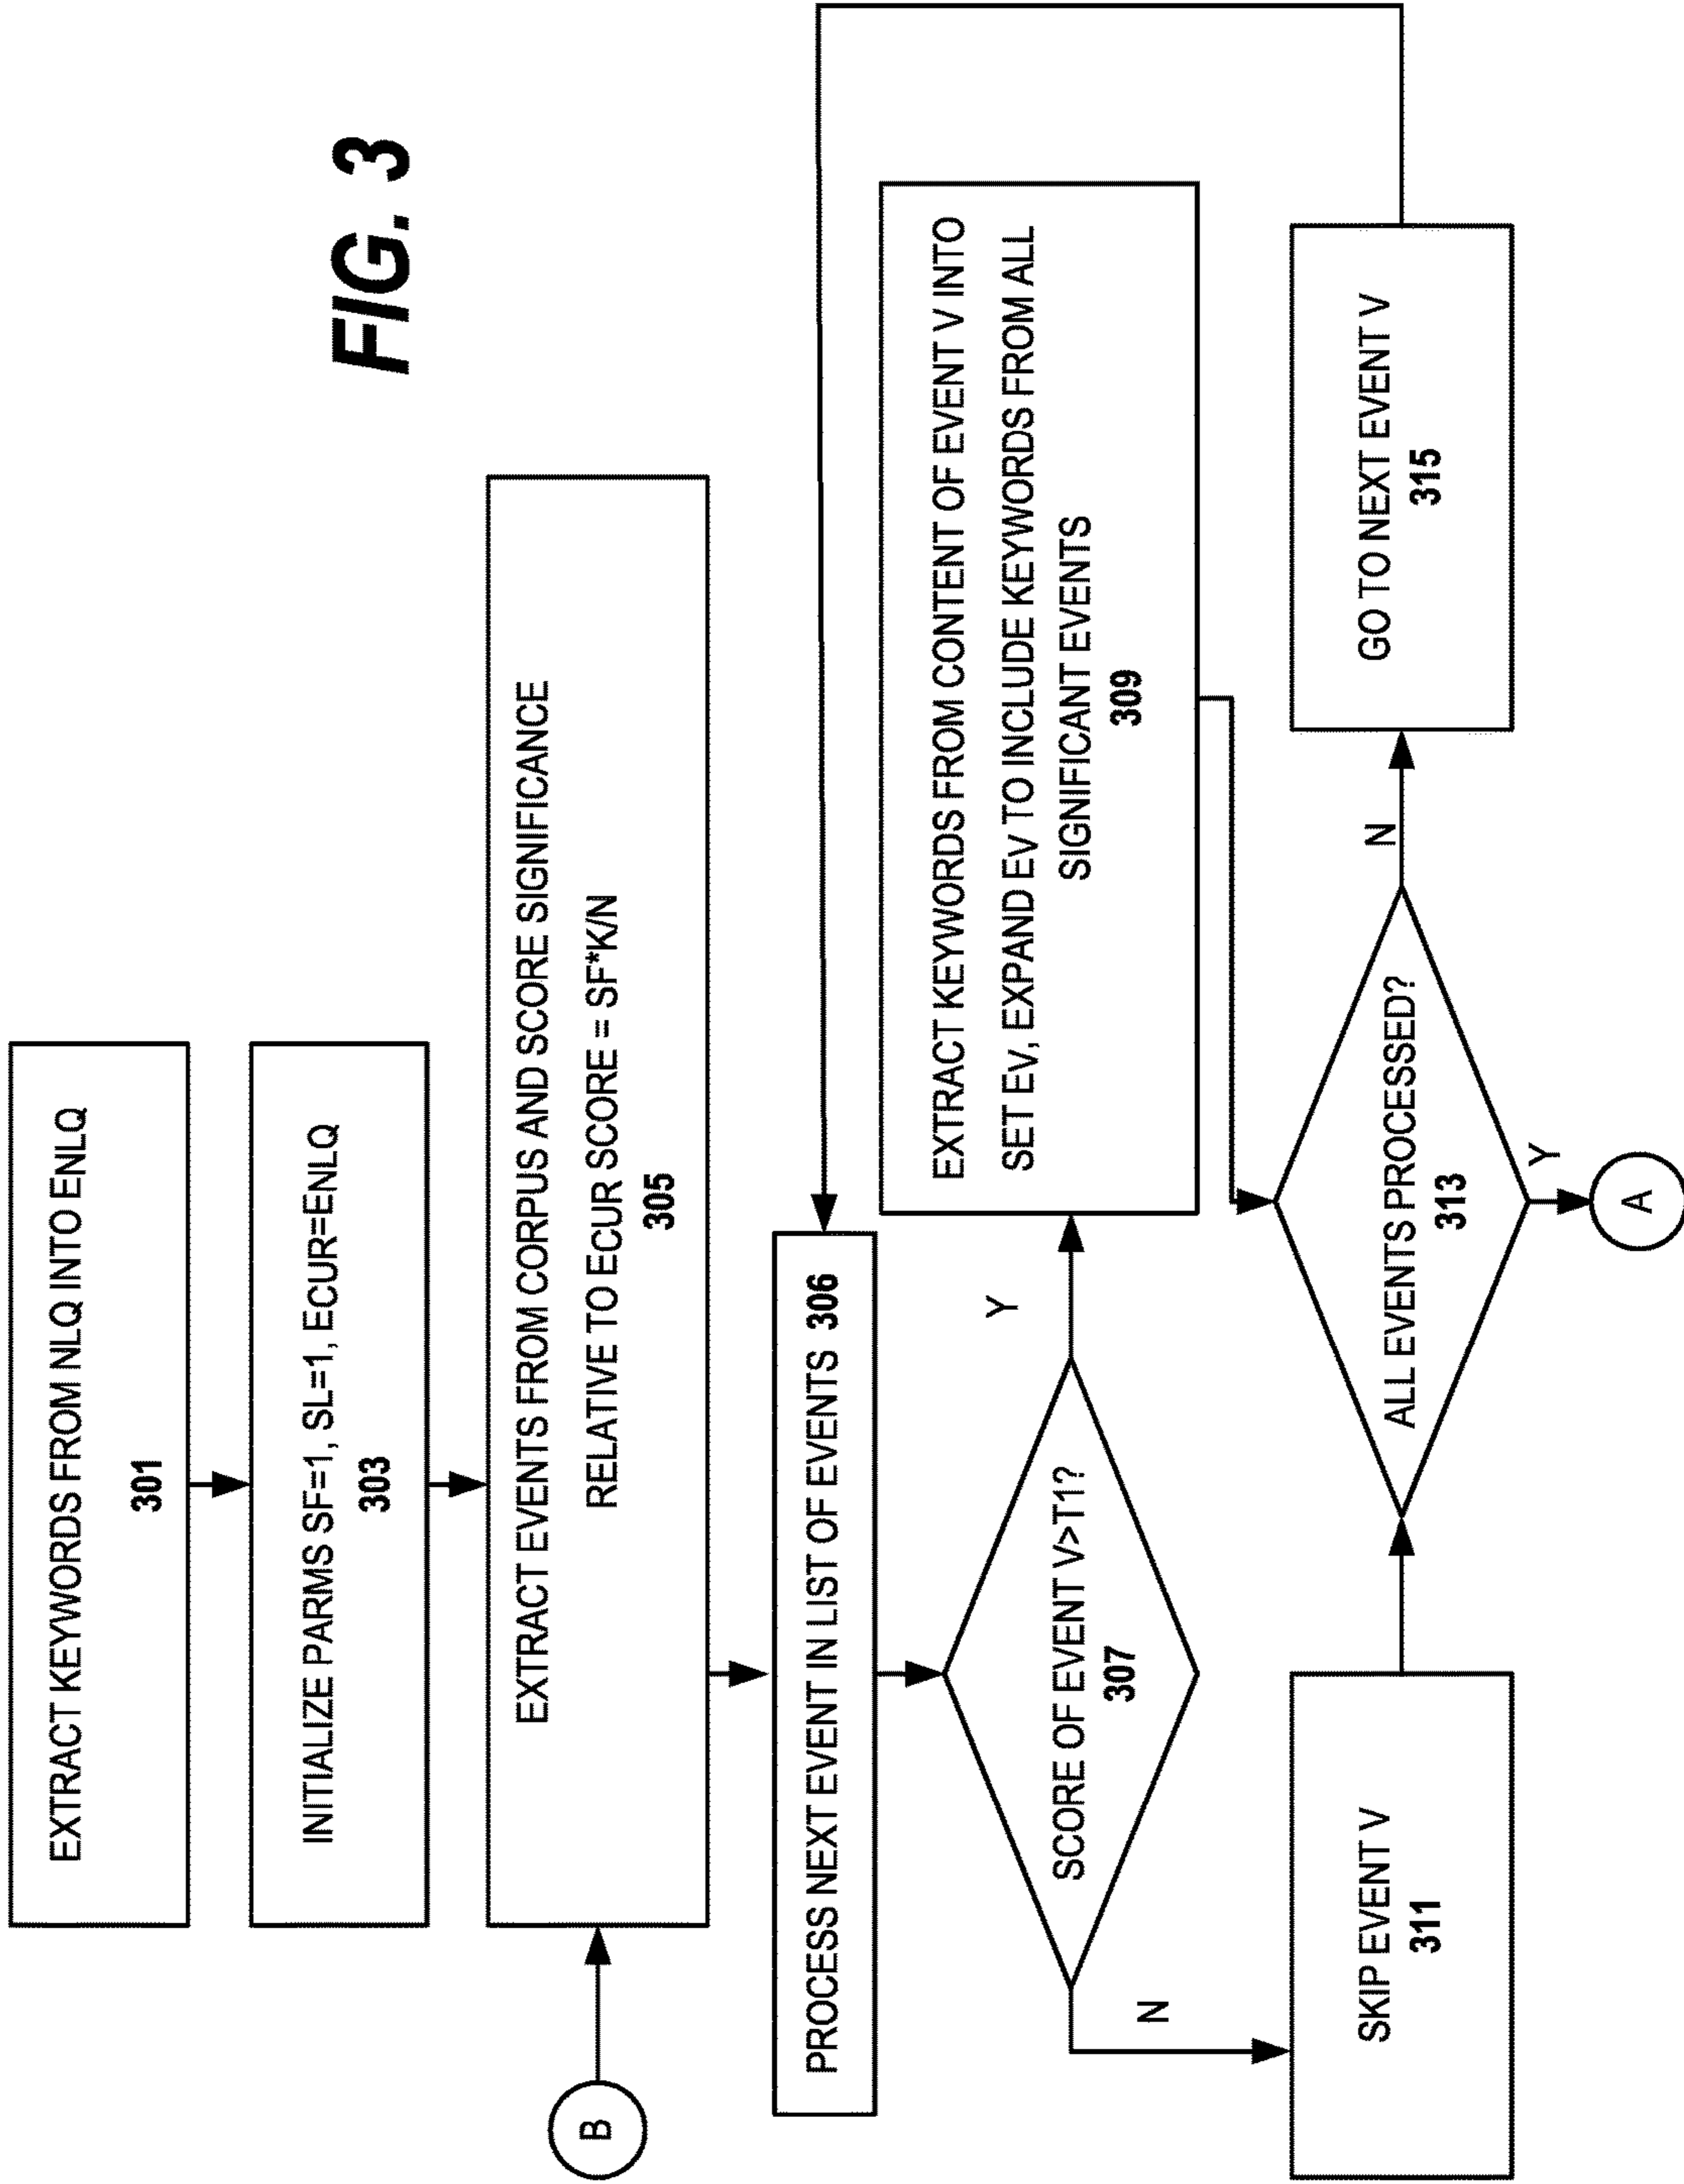 FIG. 3
EXTRACT KEYWORDS FROM NLQ INTO ENLQ
301
INITIALIZE PARMS SF=1, SL=1, ECUR=ENLQ
303
B
EXTRACT EVENTS FROM CORPUS AND SCORE SIGNIFICANCE
RELATIVE TO ECUR SCORE = SF*K/N
305
PROCESS NEXT EVENT IN LIST OF EVENTS 306
SCORE OF EVENT V>T1?
307
Y
N
EXTRACT KEYWORDS FROM CONTENT OF EVENT V INTO
SET EV, EXPAND EV TO INCLUDE KEYWORDS FROM ALL
SIGNIFICANT EVENTS
309
SKIP EVENT V
311
ALL EVENTS PROCESSED?
313
N
GO TO NEXT EVENT V
315
Y
A